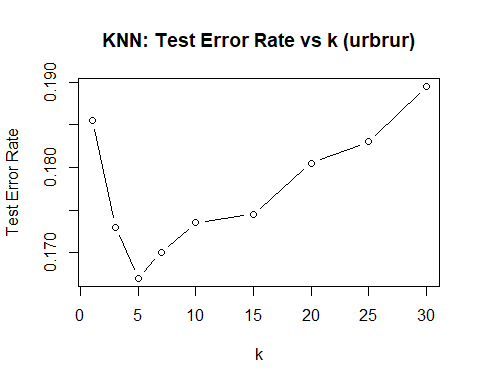 KNN: Test Error Rate vs k (urbrur)
Test Error Rate
0.190
0.180
0.170
0 5 10 15 20 25 30
k